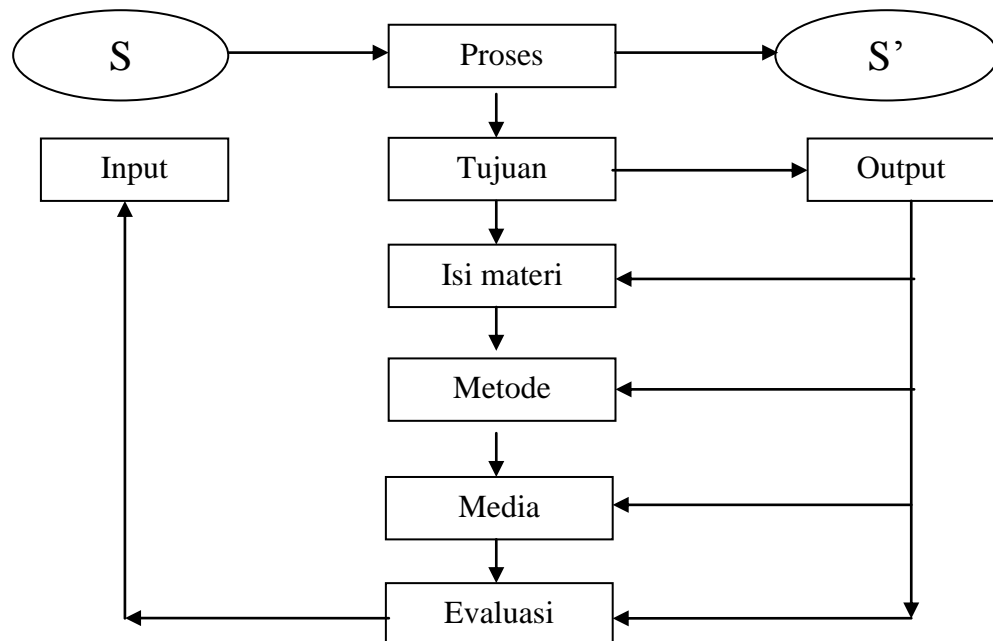 S
Proses
S’
Input
Tujuan
Output
Isi materi
Metode
Media
Evaluasi